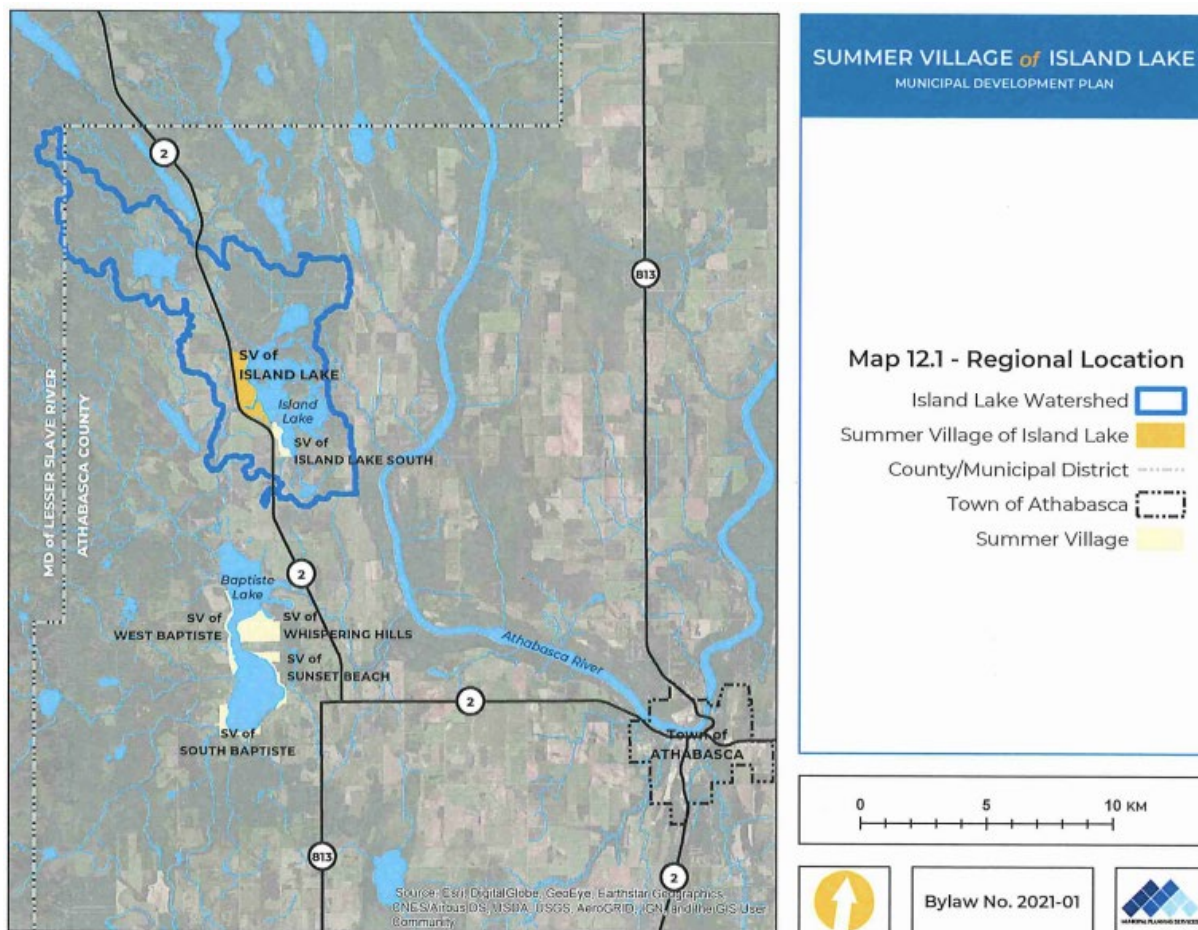 SUMMER VILLAGE of ISLAND LAKE
MUNICIPAL DEVELOPMENT PLAN
Map 12.1 - Regional Location
Island Lake Watershed
Summer Village of Island Lake
County/Municipal District
Town of Athabasca
Summer Village
0 5 10 KM
Bylaw No. 2021-01
MUNICIPAL PLANNING SERVICES
2
813
SV of
ISLAND LAKE
Island
Lake
SV of
ISLAND LAKE SOUTH
MD of LESSER SLAVE RIVER
ATHABASCA COUNTY
2
Baptiste
Lake
SV of
WEST BAPTISTE
SV of
WHISPERING HILLS
SV of
SUNSET BEACH
SV of
SOUTH BAPTISTE
Athabasca River
2
Town of
ATHABASCA
813
2
Source: Esri, DigitalGlobe, GeoEye, Earthstar Geographics,
CNES/Airbus DS, USDA, USGS, AeroGRID, IGN, and the GIS User
Community